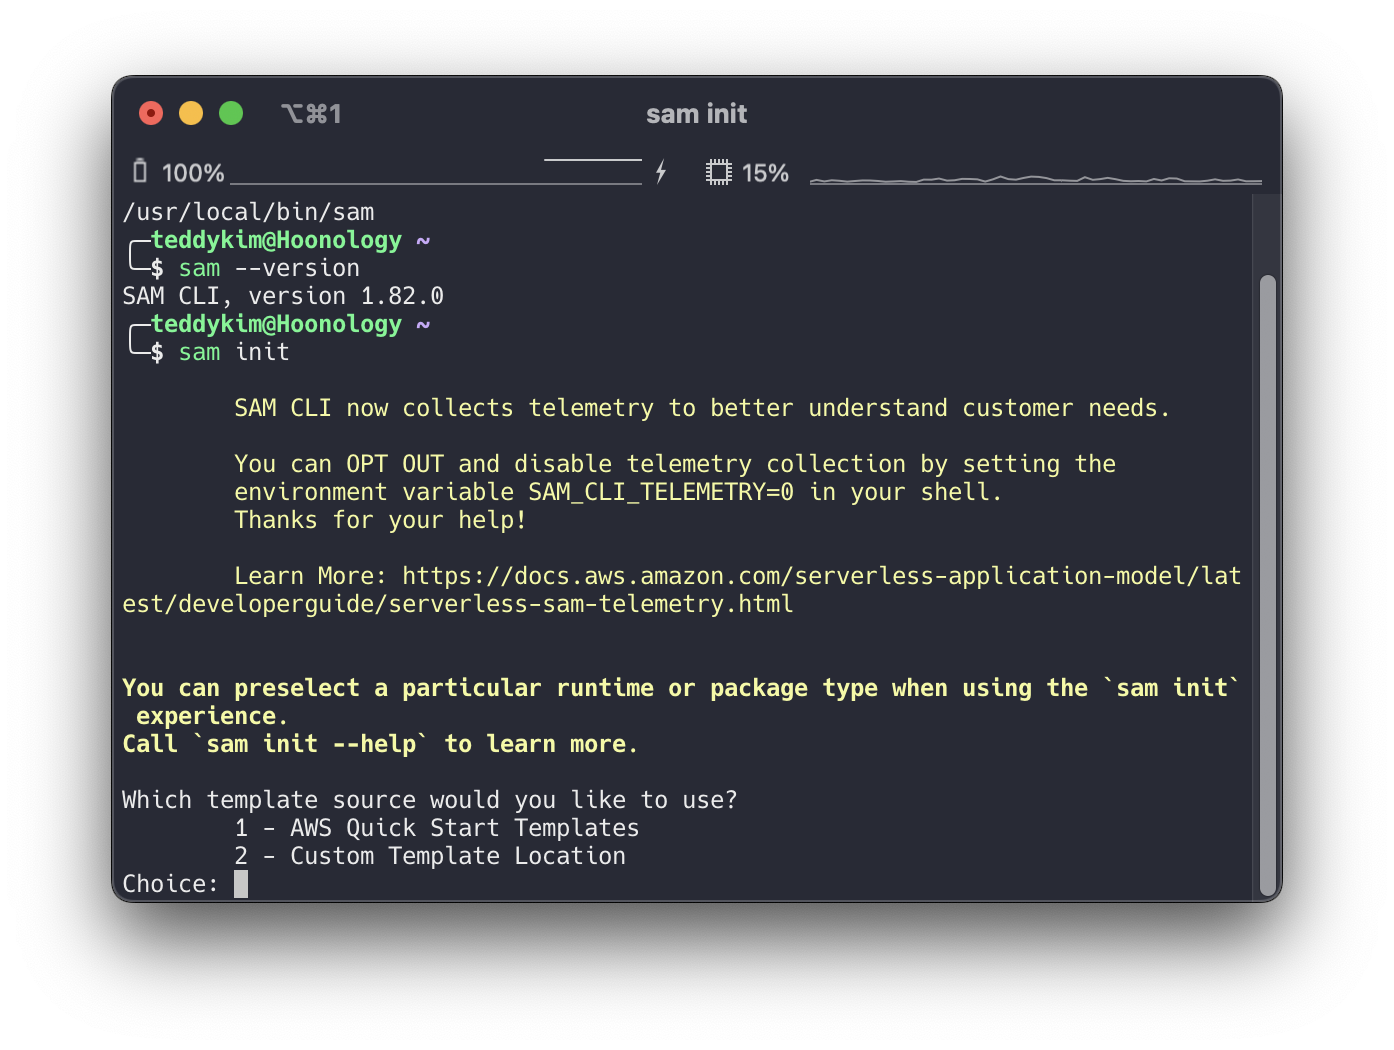 ⌥⌘1
sam init
100%
15%
/usr/local/bin/sam
teddykim@Hoonology ~
$ sam --version
SAM CLI, version 1.82.0
teddykim@Hoonology ~
$ sam init
SAM CLI now collects telemetry to better understand customer needs.
You can OPT OUT and disable telemetry collection by setting the
environment variable SAM_CLI_TELEMETRY=0 in your shell.
Thanks for your help!
Learn More: https://docs.aws.amazon.com/serverless-application-model/lat
est/developerguide/serverless-sam-telemetry.html
You can preselect a particular runtime or package type when using the `sam init`
experience.
Call `sam init --help` to learn more.
Which template source would you like to use?
1 - AWS Quick Start Templates
2 - Custom Template Location
Choice: